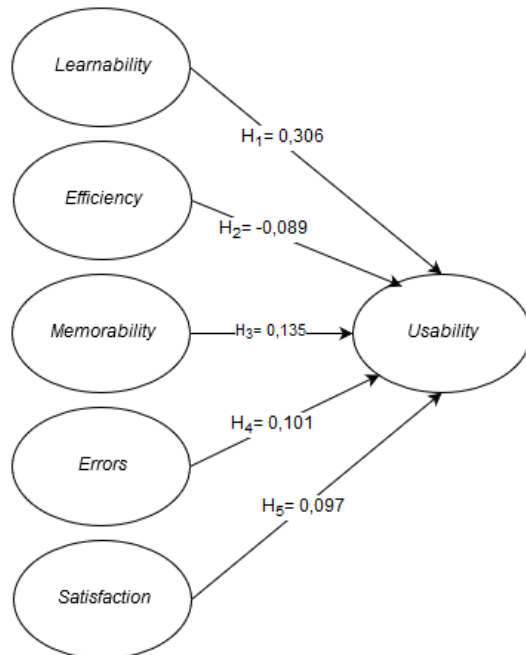 Learnability
H1= 0,306
Efficiency
H2= -0,089
Memorability
H3= 0,135
Usability
H4= 0,101
Errors
H5= 0,097
Satisfaction